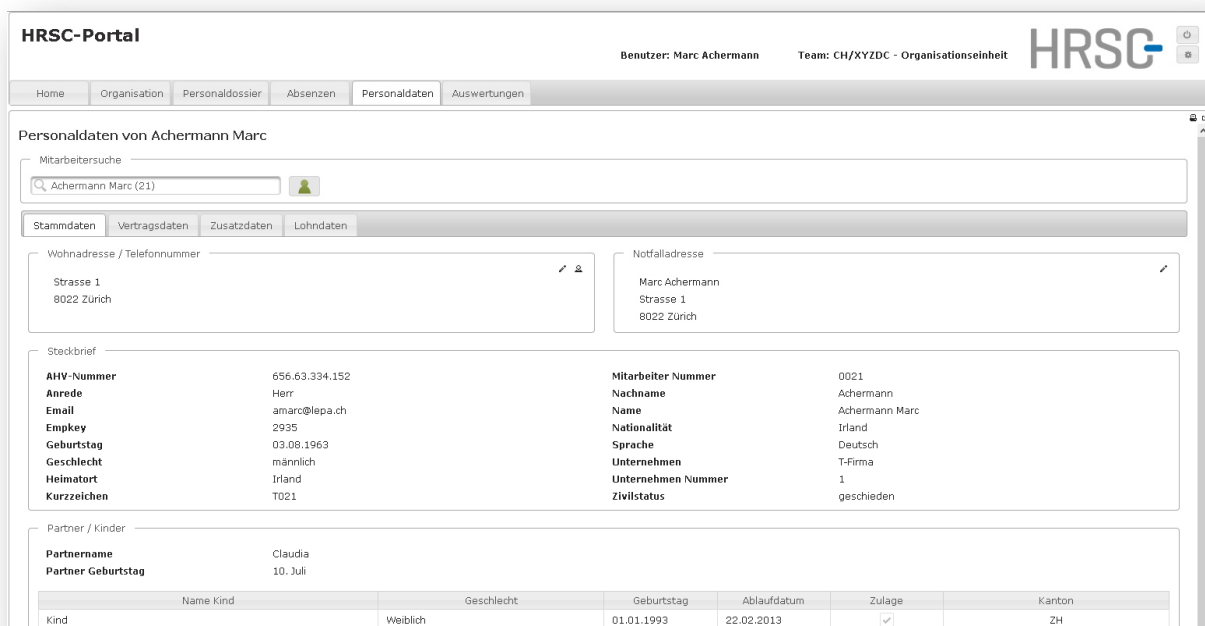 HRSC-Portal
Benutzer: Marc Achermann Team: CH/XYZDC - Organisationseinheit
HRSC
Home Organisation Personaldossier Absenzen Personaldaten Auswertungen
Personaldaten von Achermann Marc
Mitarbeitersuche
Achermann Marc (21)
Stammdaten Vertragsdaten Zusatzdaten Lohndaten
Wohnadresse / Telefonnummer
Strasse 1
8022 Zürich
Notfalladresse
Marc Achermann
Strasse 1
8022 Zürich
Steckbrief
AHV-Nummer 656.63.334.152 Mitarbeiter Nummer 0021
Anrede Herr Nachname Achermann
Email amarc@lepa.ch Name Achermann Marc
Empkey 2935 Nationalität Irland
Geburtstag 03.08.1963 Sprache Deutsch
Geschlecht männlich Unternehmen T-Firma
Heimatort Irland Unternehmen Nummer 1
Kurzzeichen T021 Zivilstatus geschieden
Partner / Kinder
Partnername Claudia
Partner Geburtstag 10. Juli
Name Kind Geschlecht Geburtstag Ablaufdatum Zulage Kanton
Kind Weiblich 01.01.1993 22.02.2013 ZH